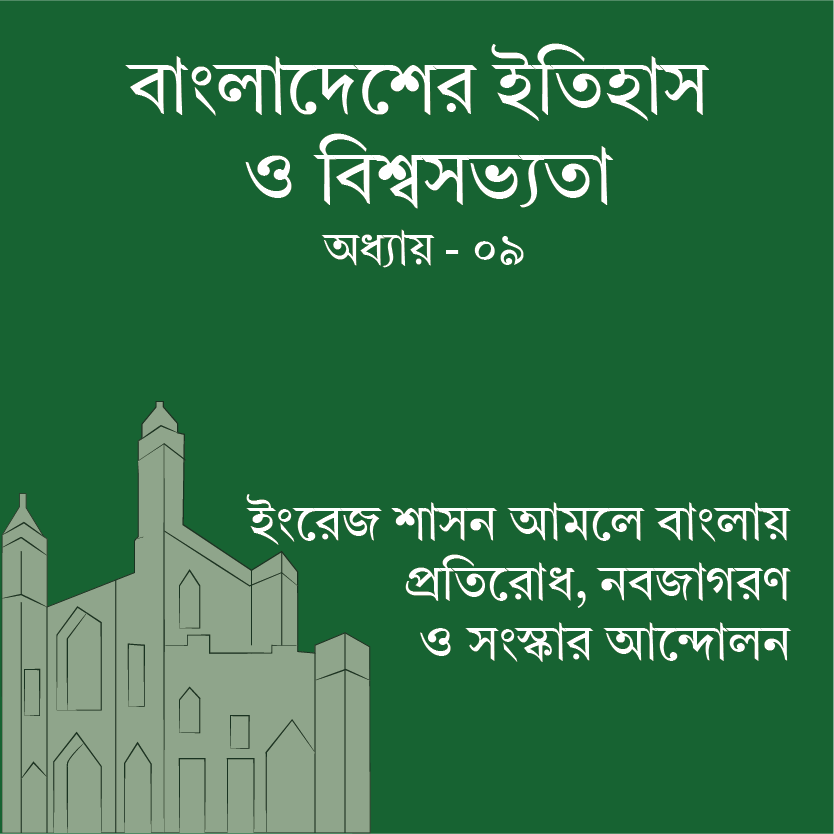 বাংলাদেশের ইতিহাস
ও বিশ্বসভ্যতা
অধ্যায় - ০৯
ইংরেজ শাসন আমলে বাংলায়
প্রতিরোধ, নবজাগরণ
ও সংস্কার আন্দোলন